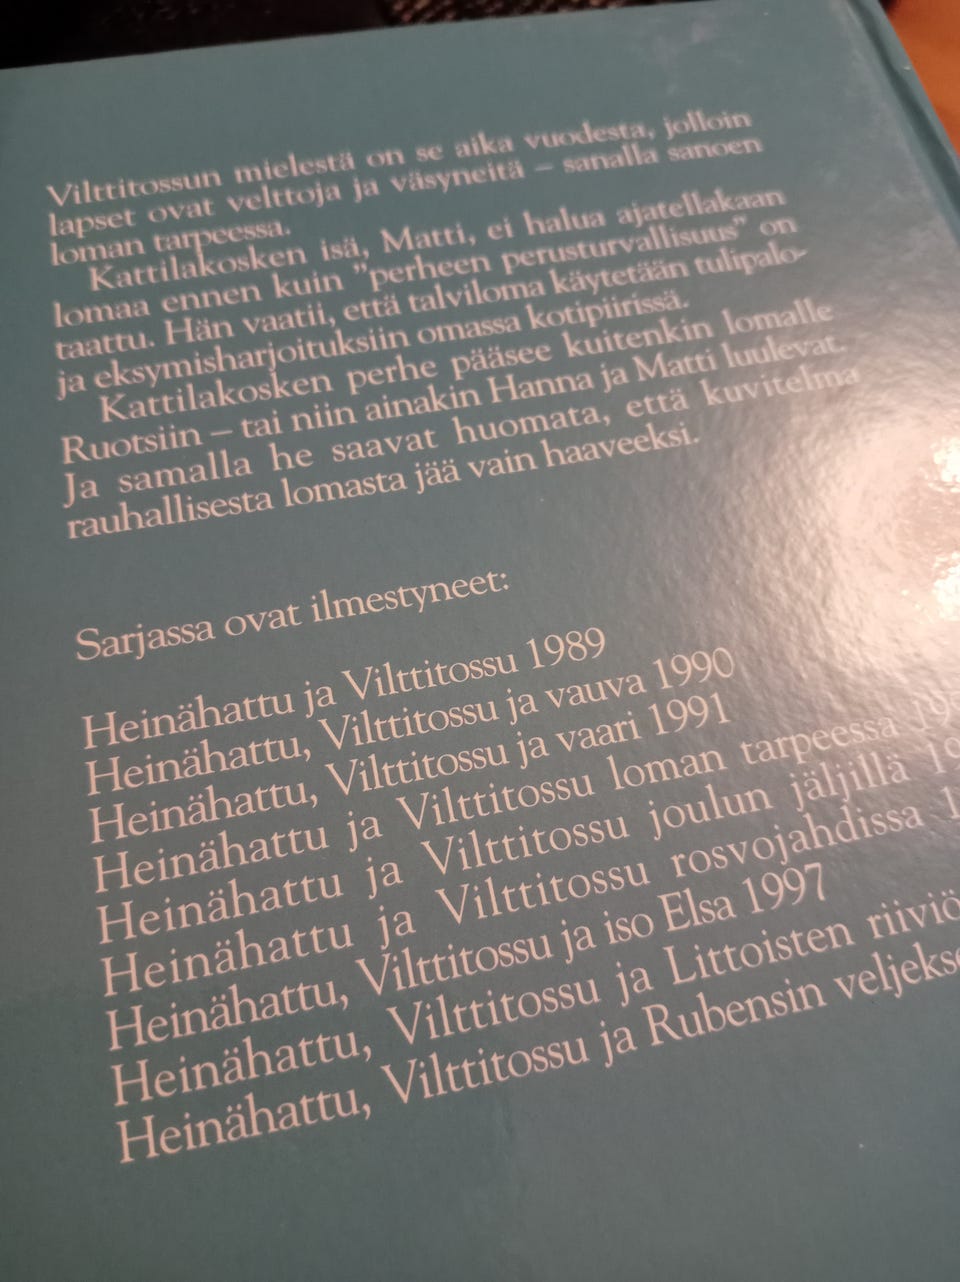 Vilttitossun mielestä on se aika vuodesta, jolloin
lapset ovat velttoja ja väsyneitä – sanalla sanoen
loman tarpeessa.
Kattilakosken isä, Matti, ei halua ajatellakaan
lomaa ennen kuin "perheen perusturvallisuus" on
taattu. Hän vaatii, että talviloma käytetään tulipalo-
ja eksymisharjoituksiin omassa kotipiirissä.
Kattilakosken perhe pääsee kuitenkin lomalle
Ruotsiin – tai niin ainakin Hanna ja Matti luulevat.
Ja samalla he saavat huomata, että kuvitelma
rauhallisesta lomasta jää vain haaveeksi.
Sarjassa ovat ilmestyneet:
Heinähattu ja Vilttitossu 1989
Heinähattu, Vilttitossu ja vauva 1990
Heinähattu, Vilttitossu ja vaari 1991
Heinähattu ja Vilttitossu loman tarpeessa
Heinähattu ja Vilttitossu joulun jäljillä
Heinähattu ja Vilttitossu rosvojahdissa
Heinähattu, Vilttitossu ja iso Elsa 1997
Heinähattu, Vilttitossu ja Littoisten riiviö
Heinähattu, Vilttitossu ja Rubensin veljekse